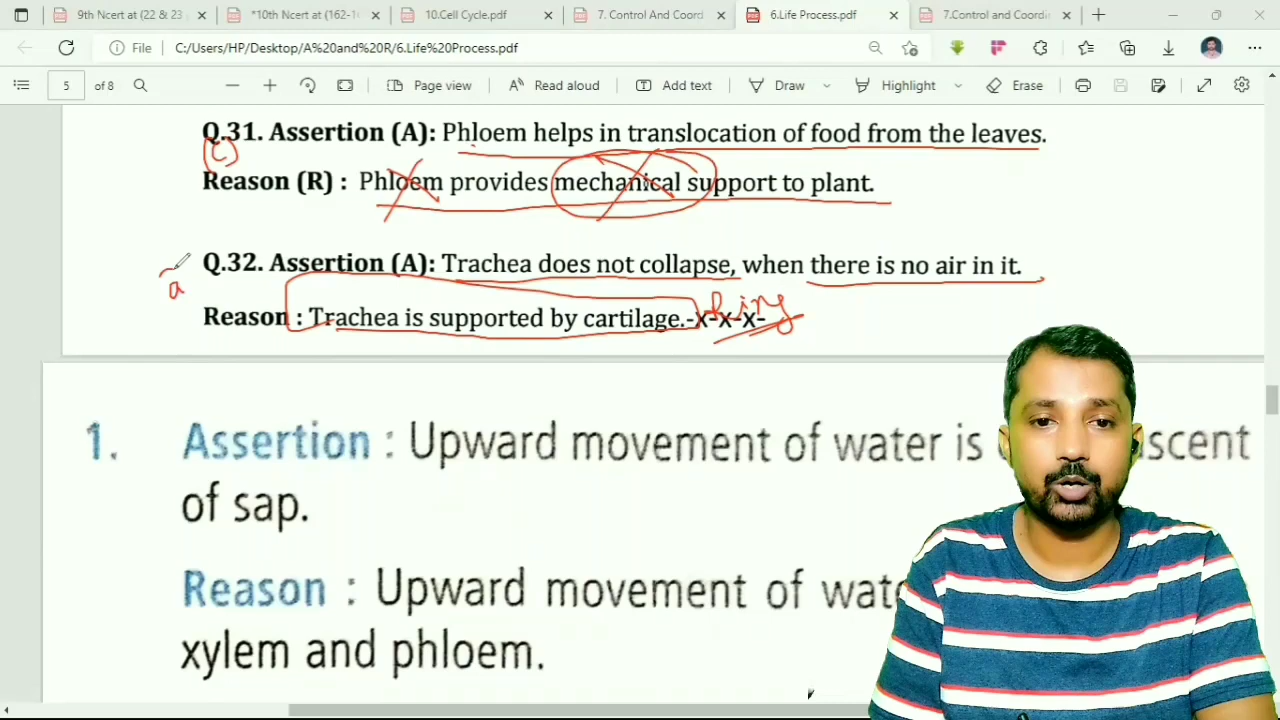 9th Ncert at (22 & 23
*10th Ncert at (162-1
10.Cell Cycle.pdf
7. Control And Coord
6.Life Process.pdf
7.Control and Coordi
File C:/Users/HP/Desktop/A%20and%20R/6.Life%20Process.pdf
5 of 8 Page view Read aloud Add text Draw Highlight Erase
Q.31. Assertion (A): Phloem helps in translocation of food from the leaves.
(c)
Reason (R) : Phloem provides mechanical support to plant.
Q.32. Assertion (A): Trachea does not collapse, when there is no air in it.
a
Reason : Trachea is supported by cartilage.-x-x-x-
1. Assertion : Upward movement of water is scent
of sap.
Reason : Upward movement of
xylem and phloem.